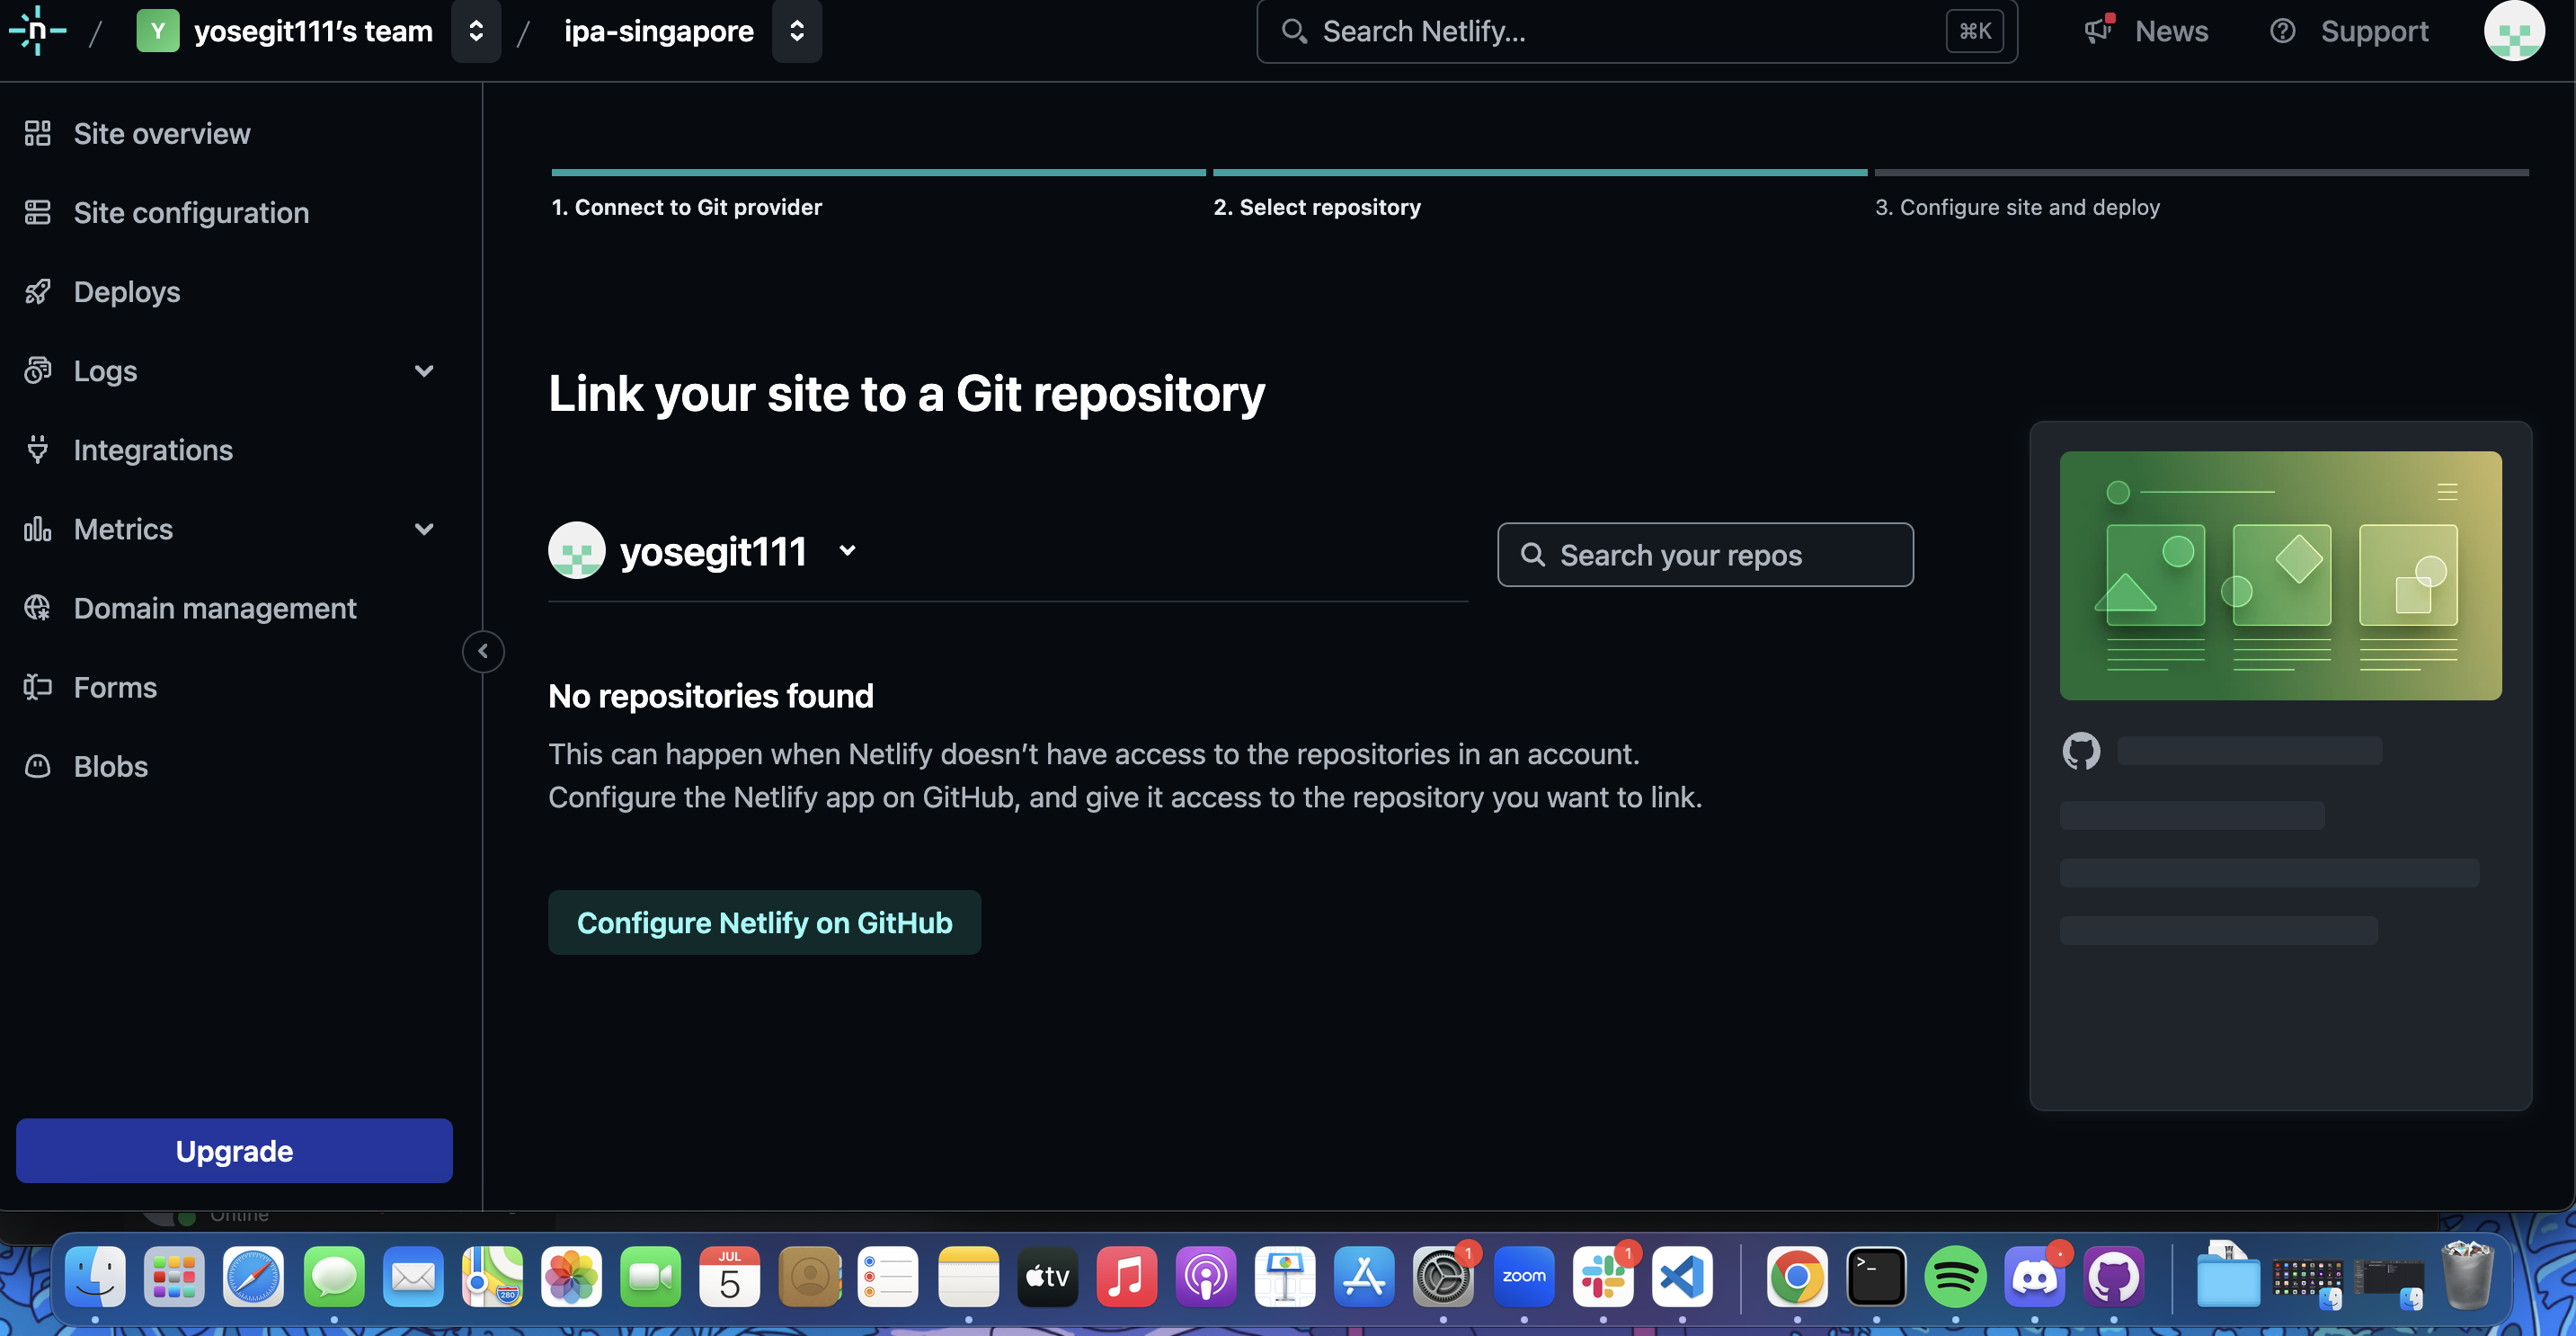 n / Y yosegit111's team / ipa-singapore Search Netlify... ⌘K News Support
Site overview
Site configuration
Deploys
Logs
Integrations
Metrics
Domain management
Forms
Blobs
Upgrade
1. Connect to Git provider
2. Select repository
3. Configure site and deploy
Link your site to a Git repository
yosegit111
Search your repos
No repositories found
This can happen when Netlify doesn't have access to the repositories in an account.
Configure the Netlify app on GitHub, and give it access to the repository you want to link.
Configure Netlify on GitHub
Online
280
JUL
5
tv
1
zoom
1
>_